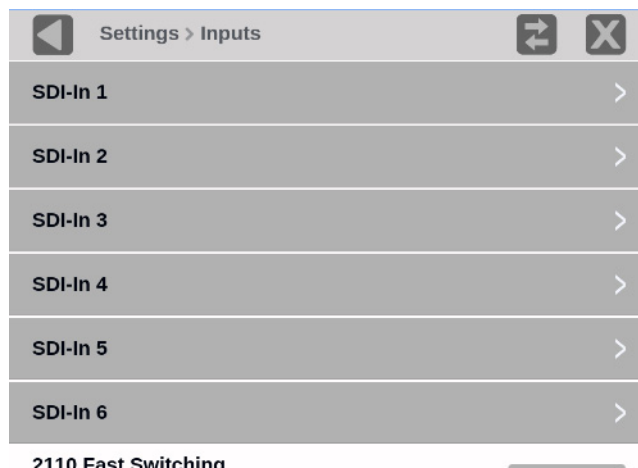 Settings > Inputs
SDI-In 1
SDI-In 2
SDI-In 3
SDI-In 4
SDI-In 5
SDI-In 6
2110 Fast Switching